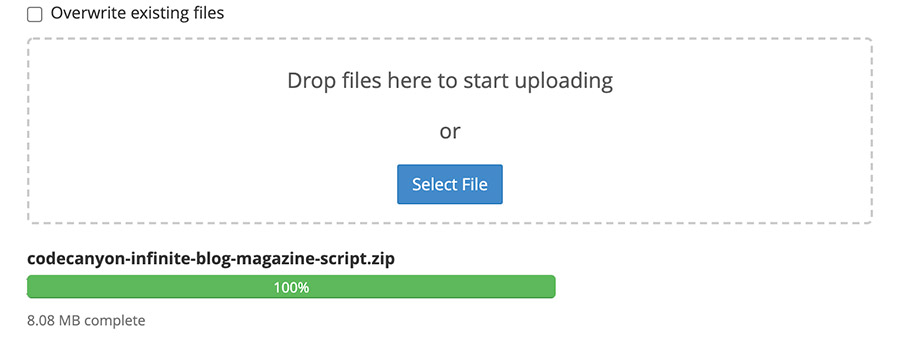 Overwrite existing files
Drop files here to start uploading
or
Select File
codecanyon-infinite-blog-magazine-script.zip
100%
8.08 MB complete